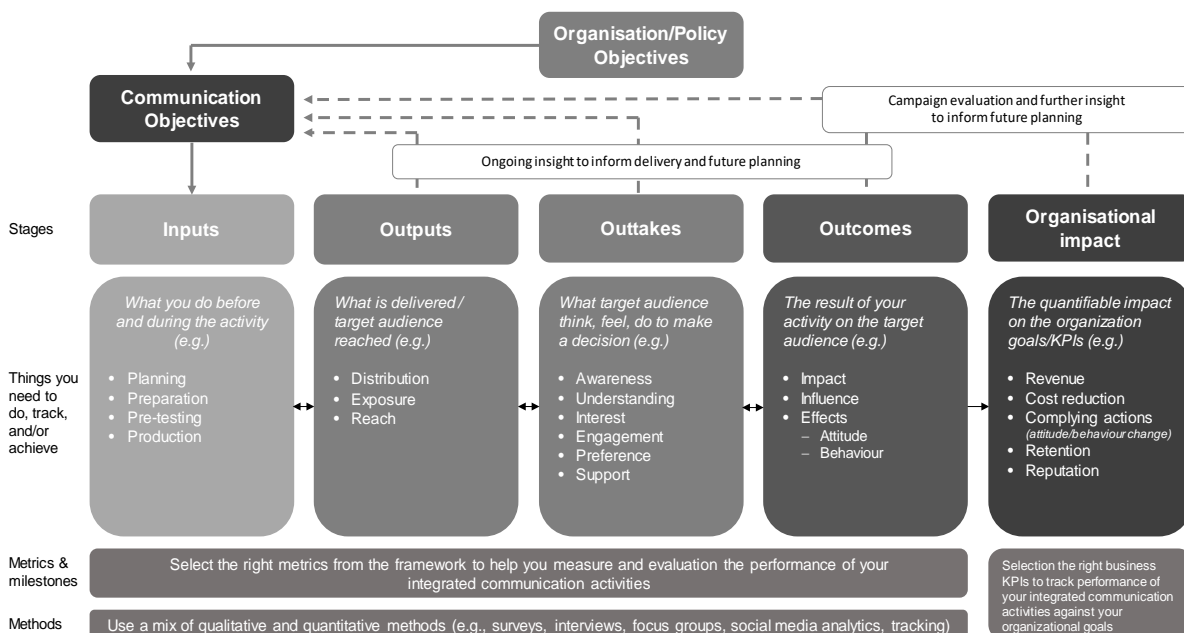 Organisation/Policy
Objectives
Communication
Objectives
Campaign evaluation and further insight
to inform future planning
Ongoing insight to inform delivery and future planning
Stages
Inputs
Outputs
Outtakes
Outcomes
Organisational
impact
Things you
need to
do, track,
and/or
achieve
What you do before
and during the activity
(e.g.)
• Planning
• Preparation
• Pre-testing
• Production
What is delivered /
target audience
reached (e.g.)
• Distribution
• Exposure
• Reach
What target audience
think, feel, do to make
a decision (e.g.)
• Awareness
• Understanding
• Interest
• Engagement
• Preference
• Support
The result of your
activity on the target
audience (e.g.)
• Impact
• Influence
• Effects
– Attitude
– Behaviour
The quantifiable impact
on the organization
goals/KPIs (e.g.)
• Revenue
• Cost reduction
• Complying actions
(attitude/behaviour change)
• Retention
• Reputation
Metrics &
milestones
Select the right metrics from the framework to help you measure and evaluation the performance of your
integrated communication activities
Selection the right business
KPIs to track performance of
your integrated communication
activities against your
organizational goals
Methods
Use a mix of qualitative and quantitative methods (e.g., surveys, interviews, focus groups, social media analytics, tracking)